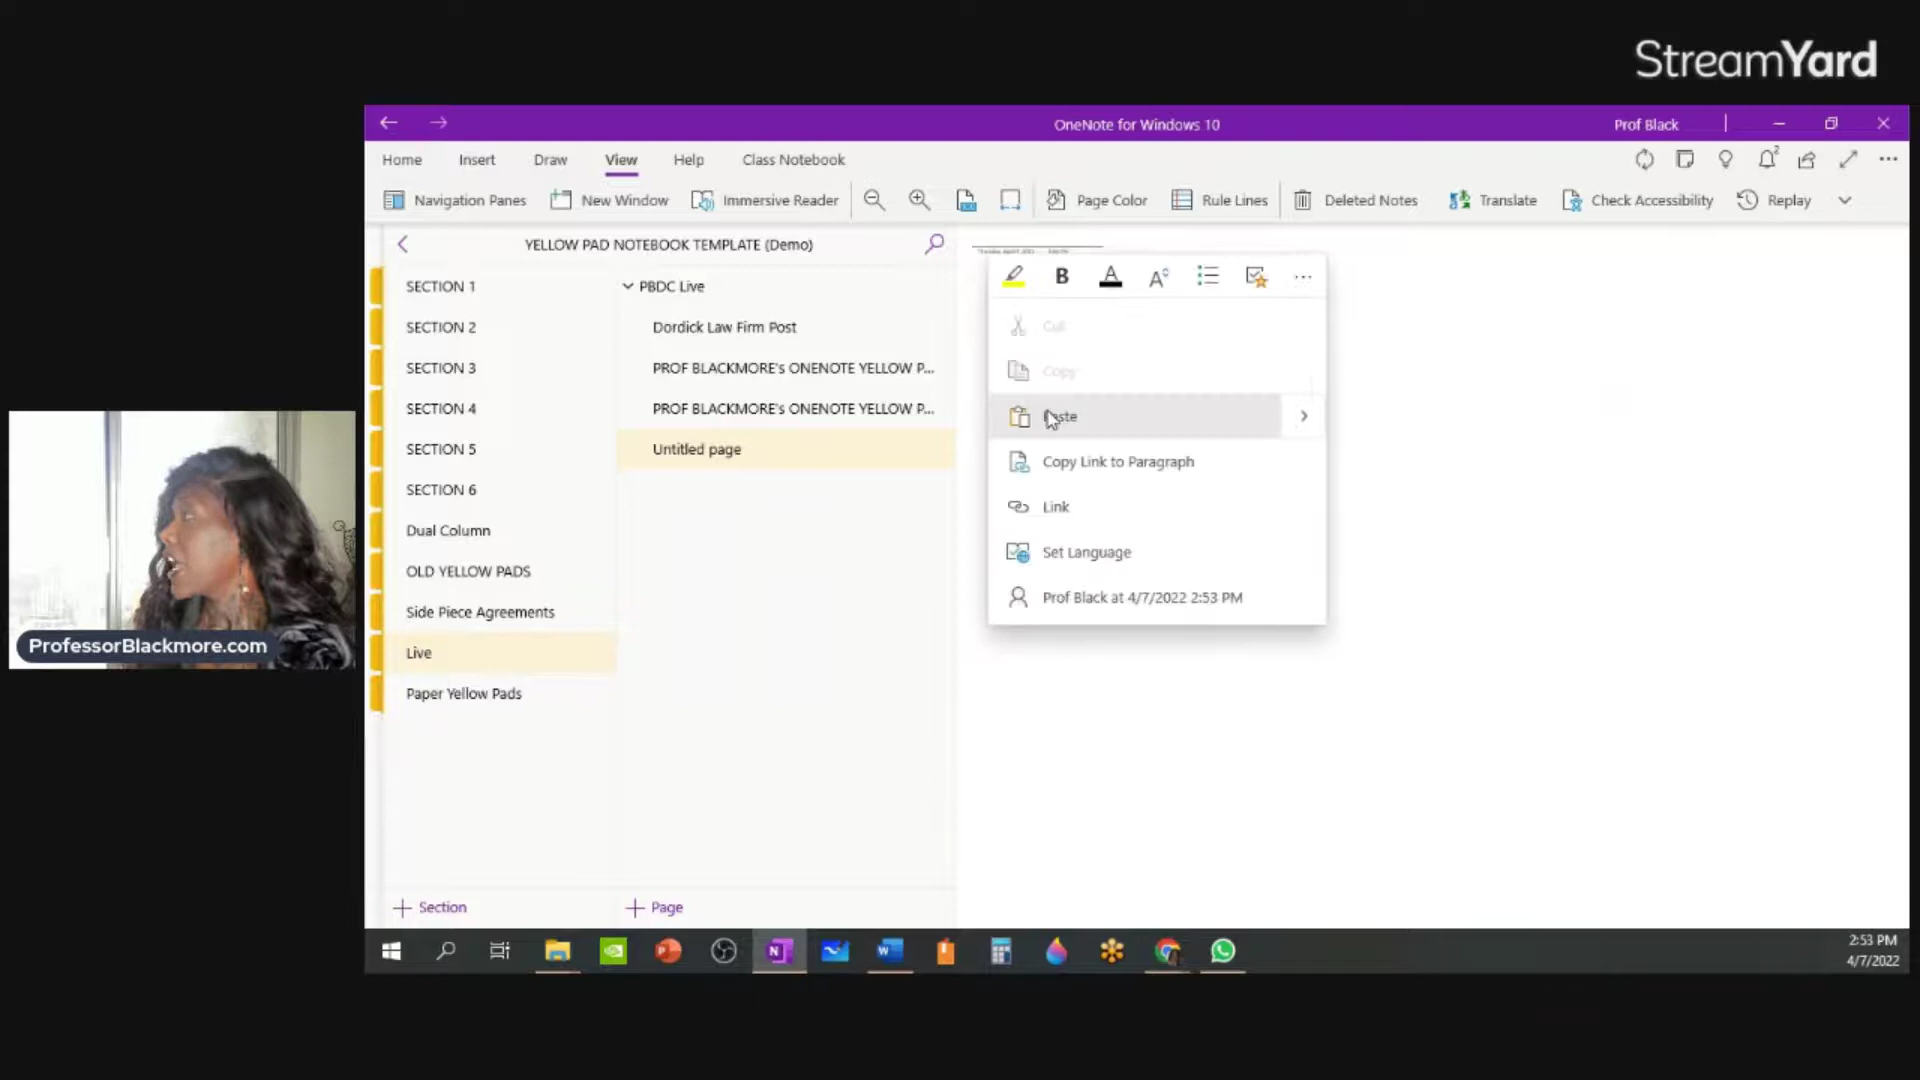 StreamYard
OneNote for Windows 10
Prof Black
Home Insert Draw View Help Class Notebook
2
Navigation Panes New Window Immersive Reader Page Color Rule Lines Deleted Notes Translate Check Accessibility Replay
YELLOW PAD NOTEBOOK TEMPLATE (Demo)
SECTION 1
SECTION 2
SECTION 3
SECTION 4
SECTION 5
SECTION 6
Dual Column
OLD YELLOW PADS
Side Piece Agreements
Live
Paper Yellow Pads
PBDC Live
Dordick Law Firm Post
PROF BLACKMORE's ONENOTE YELLOW P...
PROF BLACKMORE's ONENOTE YELLOW P...
Untitled page
B A A
Cut
Copy
Paste
Copy Link to Paragraph
Link
Set Language
Prof Black at 4/7/2022 2:53 PM
ProfessorBlackmore.com
Section
Page
2:53 PM
4/7/2022